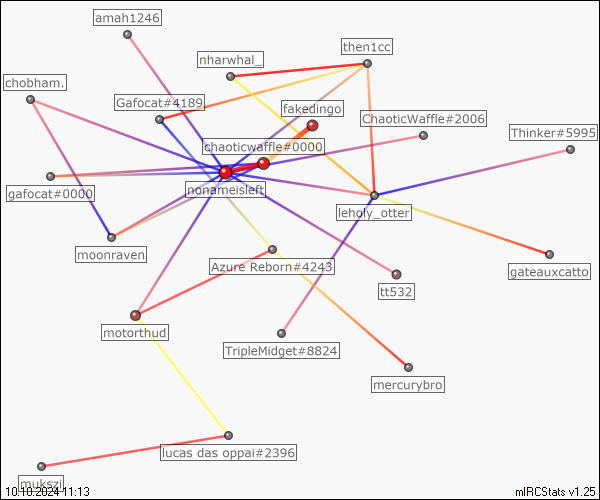 amah1246
then1cc
nharwhal_
chobham.
Gafocat#4189
fakedingo
ChaoticWaffle#2006
Thinker#5995
chaoticwaffle#0000
gafocat#0000
nonameisleft
leholy_otter
moonraven
Azure Reborn#4243
gateauxcatto
tt532
motorthud
TripleMidget#8824
mercurybro
lucas das oppai#2396
mukszi
10.10.2024 11:13
mIRCStats v1.25